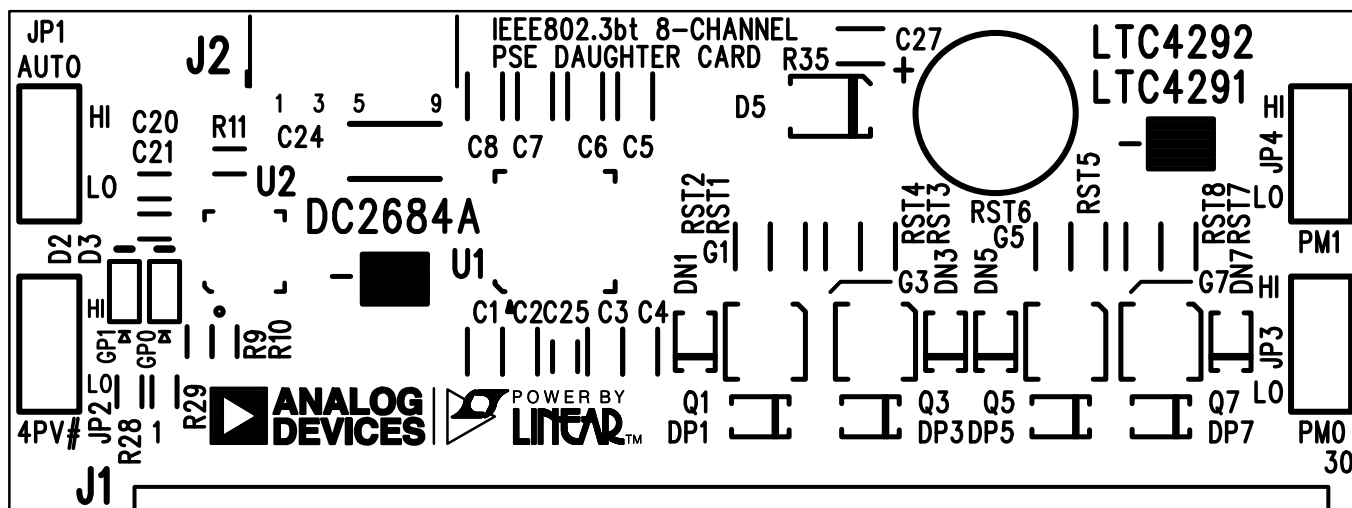 JP1
AUTO
HI
LO
J2
IEEE802.3bt 8-CHANNEL
PSE DAUGHTER CARD
R35
C27
+
LTC4292
LTC4291
HI
JP4
LO
PM1
1 3 5 9
C20
C21
R11
C24
D5
C8 C7 C6 C5
U2
DC2684A
U1
RST2
RST1
G1
RST4
RST3
RST6
G5
RST5
RST8
RST7
D2
D3
DN1
G3
DN3
DN5
G7
DN7
HI
JP3
LO
PM0
30
HI
LO
4PV#
JP2
GP1
GP0
R9
R10
C1 C2 C25 C3 C4
R28
1
R29
ANALOG
DEVICES
POWER BY
LINEAR TM
Q1
DP1
Q3
DP3
Q5
DP5
Q7
DP7
J1